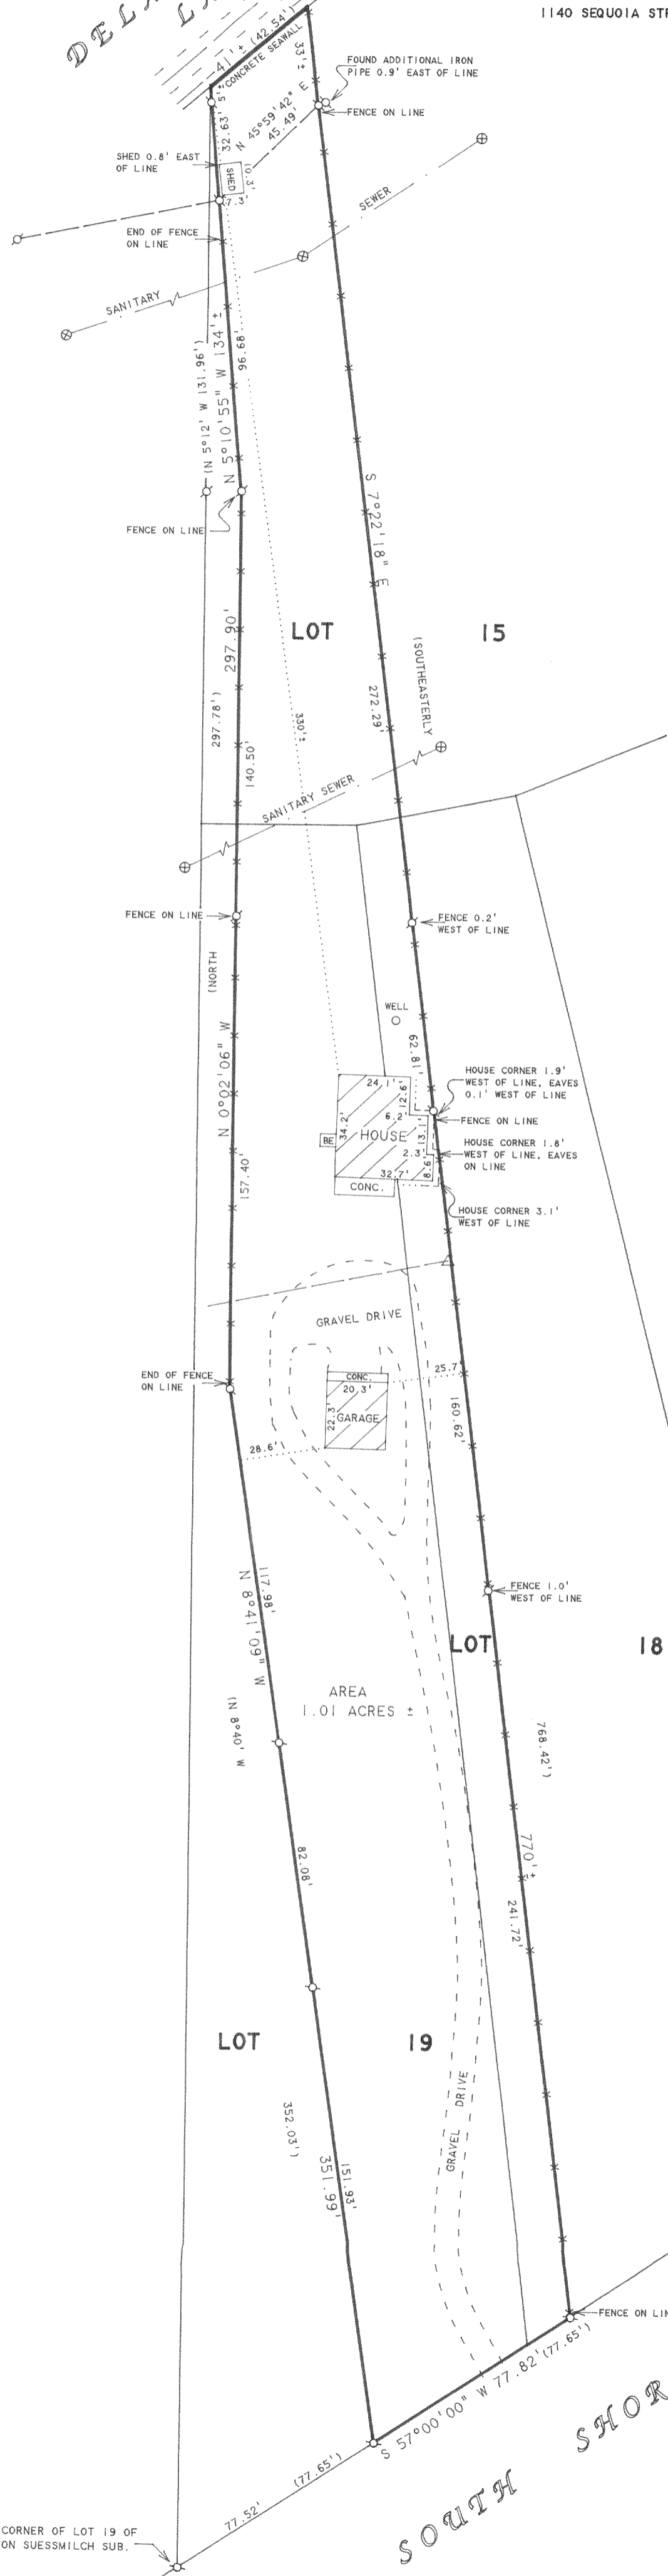 1140 SEQUOIA
41' ± (42.54')
CONCRETE SEAWALL
33' ±
FOUND ADDITIONAL IRON
PIPE 0.9' EAST OF LINE
FENCE ON LINE
5'±
32.63'
N 45°59'42" E
45.49'
SHED 0.8' EAST
OF LINE
SHED
10.3'
7.3'
END OF FENCE
ON LINE
SEWER
SANITARY
(N 5°12' W 131.96')
N 5°10'55" W 134' ±
96.68'
FENCE ON LINE
S 7°22'18" E
LOT 15
297.90'
297.78')
(SOUTHEASTERLY
272.29'
330'±
140.50'
SANITARY SEWER
FENCE ON LINE
FENCE 0.2'
WEST OF LINE
(NORTH
WELL
N 0°02'06" W
62.81'
HOUSE CORNER 1.9'
WEST OF LINE, EAVES
0.1' WEST OF LINE
24.1'
12.6'
6.2'
FENCE ON LINE
34.2'
BE
HOUSE
13.1'
HOUSE CORNER 1.8'
WEST OF LINE, EAVES
ON LINE
2.3'
8.6'
32.7'
CONC.
157.40'
HOUSE CORNER 3.1'
WEST OF LINE
GRAVEL DRIVE
END OF FENCE
ON LINE
CONC.
20.3'
25.7'
22.3'
GARAGE
160.62'
28.6'
117.98'
N 8°41'09" W
FENCE 1.0'
WEST OF LINE
LOT 18
AREA
1.01 ACRES ±
(N 8°40' W
768.42')
770'±
82.08'
241.72'
LOT 19
GRAVEL DRIVE
352.03')
351.99'
151.93'
FENCE ON
S 57°00'00" W 77.82' (77.65')
77.52' (77.65')
SOUTH SHOR
CORNER OF LOT 19 OF
ON SUESSMILCH SUB.